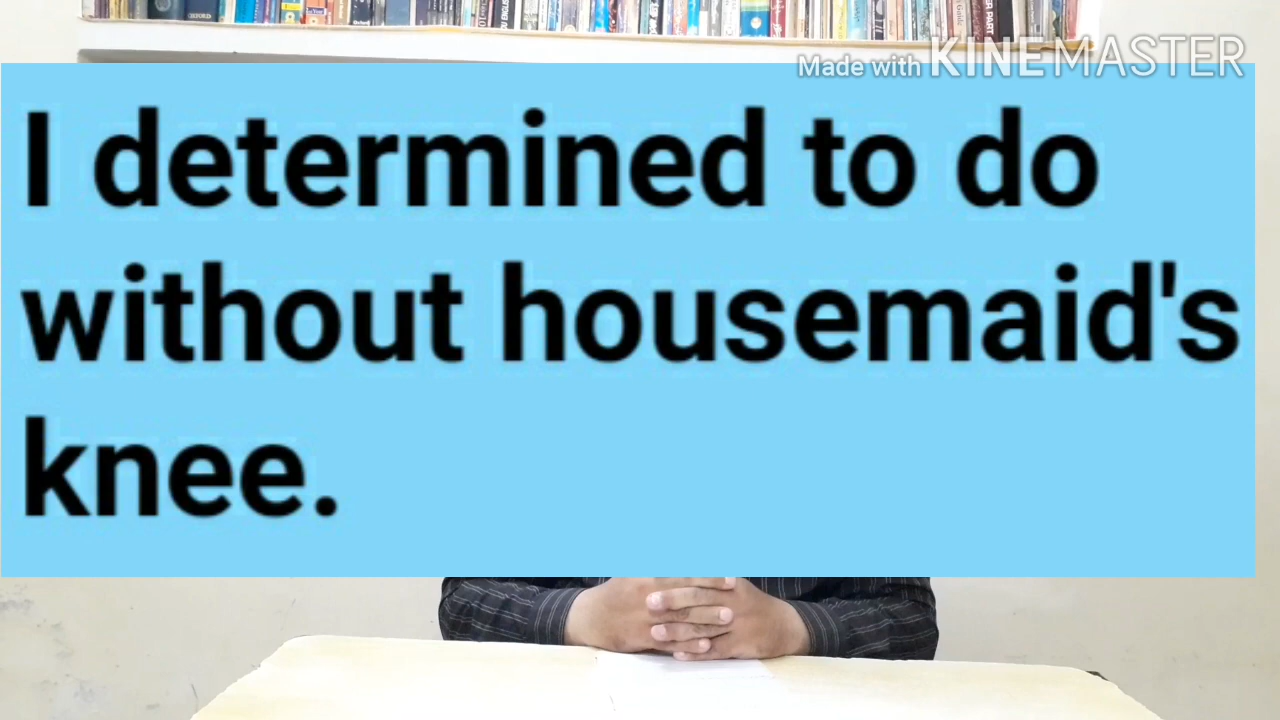 Made with KINEMASTER
I determined to do
without housemaid's
knee.